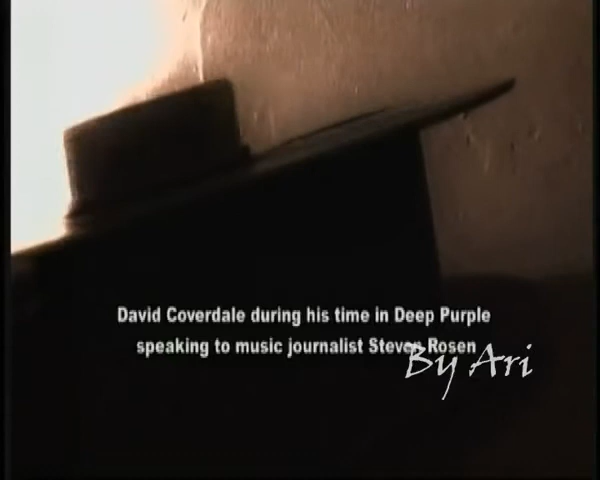 David Coverdale during his time in Deep Purple
speaking to music journalist Steven Rosen
By Ari